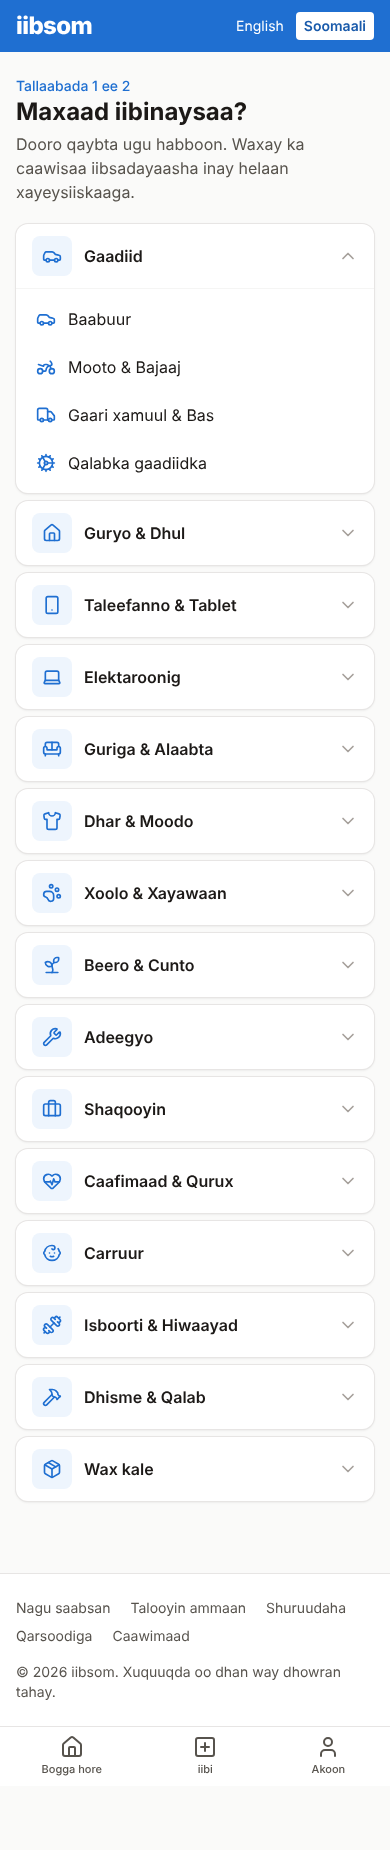 iibsom
English
Soomaali
Tallaabada 1 ee 2
Maxaad iibinaysaa?
Dooro qaybta ugu habboon. Waxay ka
caawisaa iibsadayaasha inay helaan
xayeysiiskaaga.
Gaadiid
Baabuur
Mooto & Bajaaj
Gaari xamuul & Bas
Qalabka gaadiidka
Guryo & Dhul
Taleefanno & Tablet
Elektaroonig
Guriga & Alaabta
Dhar & Moodo
Xoolo & Xayawaan
Beero & Cunto
Adeegyo
Shaqooyin
Caafimaad & Qurux
Carruur
Isboorti & Hiwaayad
Dhisme & Qalab
Wax kale
Nagu saabsan Talooyin ammaan Shuruudaha
Qarsoodiga Caawimaad
© 2026 iibsom. Xuquuqda oo dhan way dhowran
tahay.
Bogga hore iibi Akoon